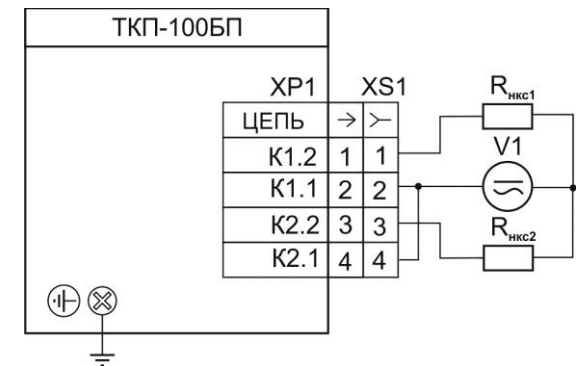 ТКП-100БП
XP1 XS1
ЦЕПЬ
К1.2 1 1
К1.1 2 2
К2.2 3 3
К2.1 4 4
Rнкс1
V1
Rнкс2